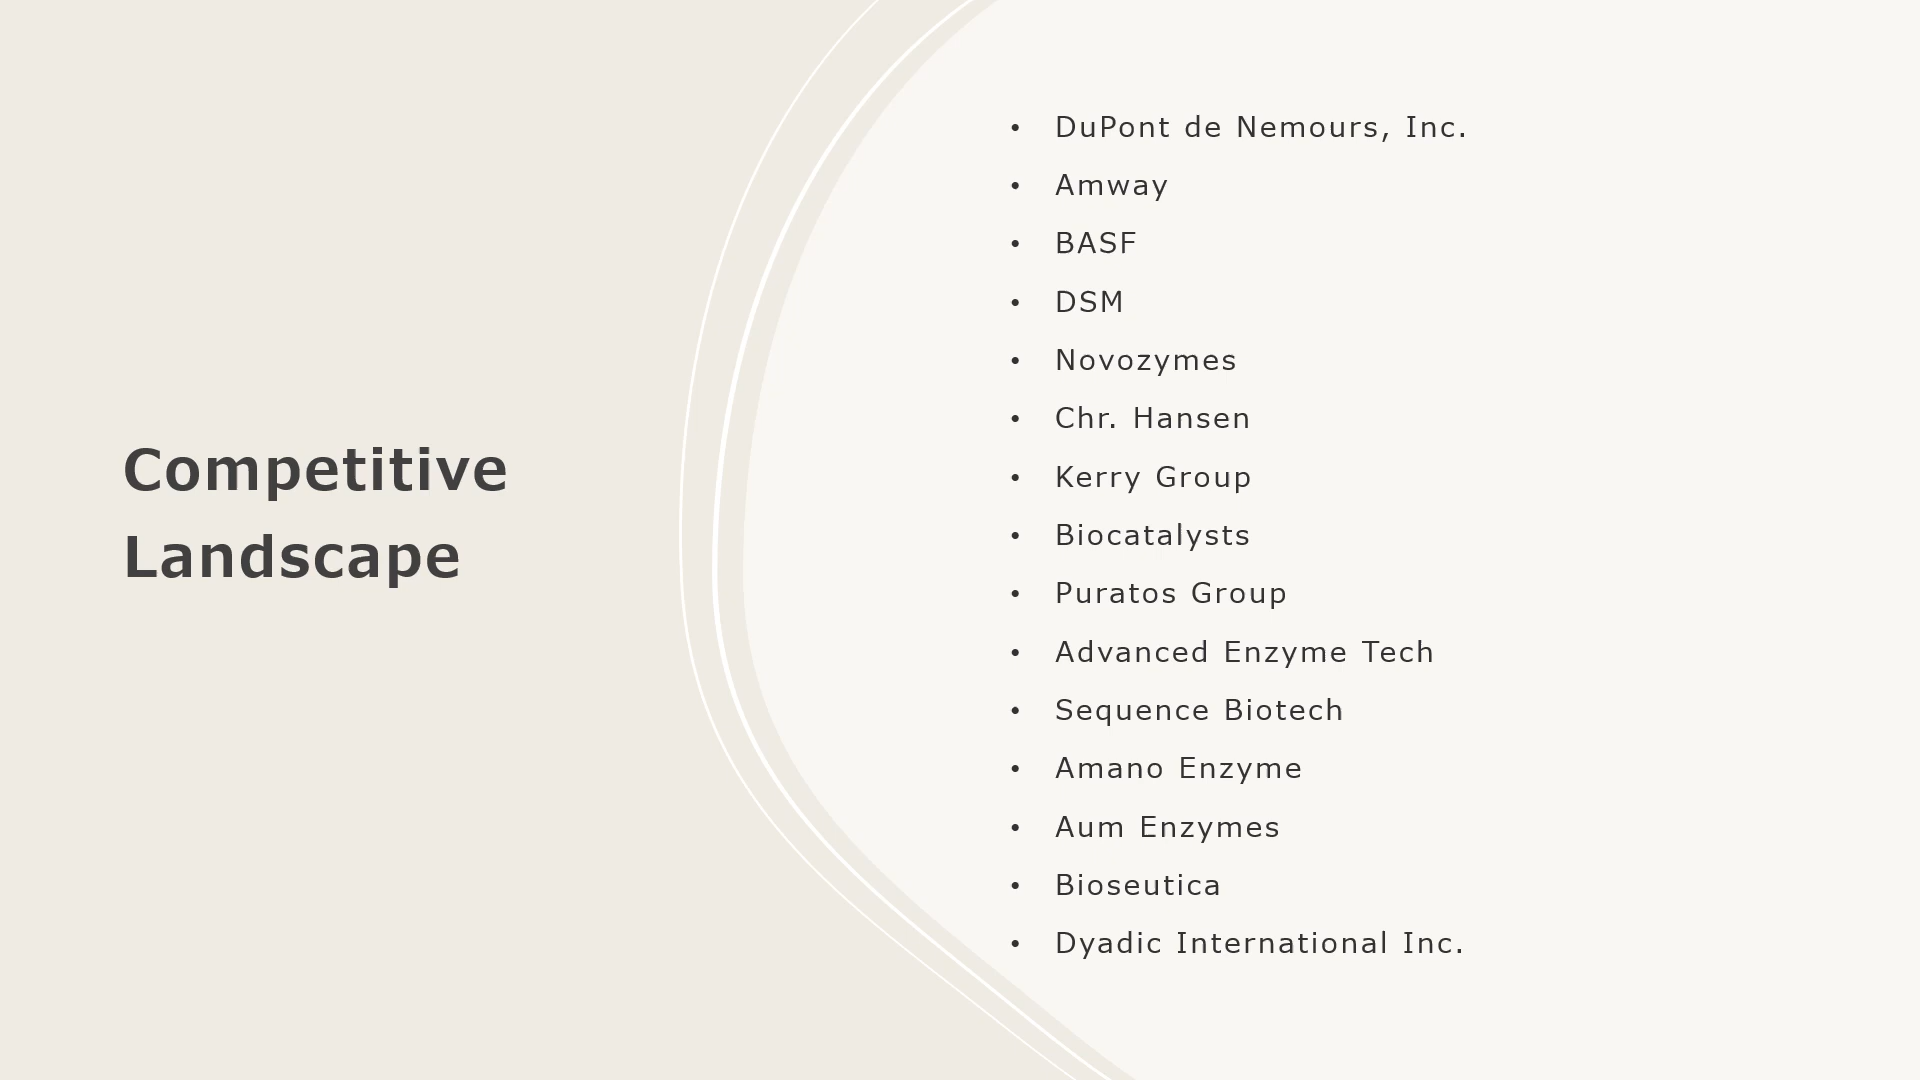 Competitive
Landscape
• DuPont de Nemours, Inc.
• Amway
• BASF
• DSM
• Novozymes
• Chr. Hansen
• Kerry Group
• Biocatalysts
• Puratos Group
• Advanced Enzyme Tech
• Sequence Biotech
• Amano Enzyme
• Aum Enzymes
• Bioseutica
• Dyadic International Inc.